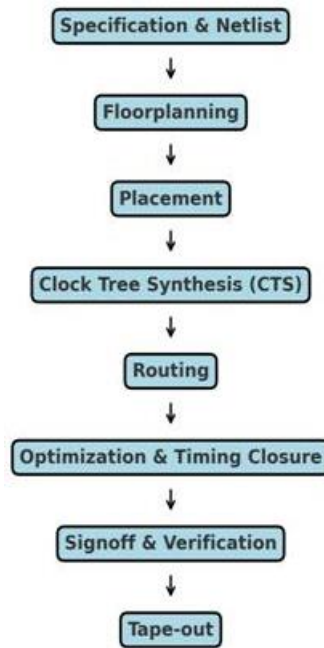 Specification & Netlist
Floorplanning
Placement
Clock Tree Synthesis (CTS)
Routing
Optimization & Timing Closure
Signoff & Verification
Tape-out